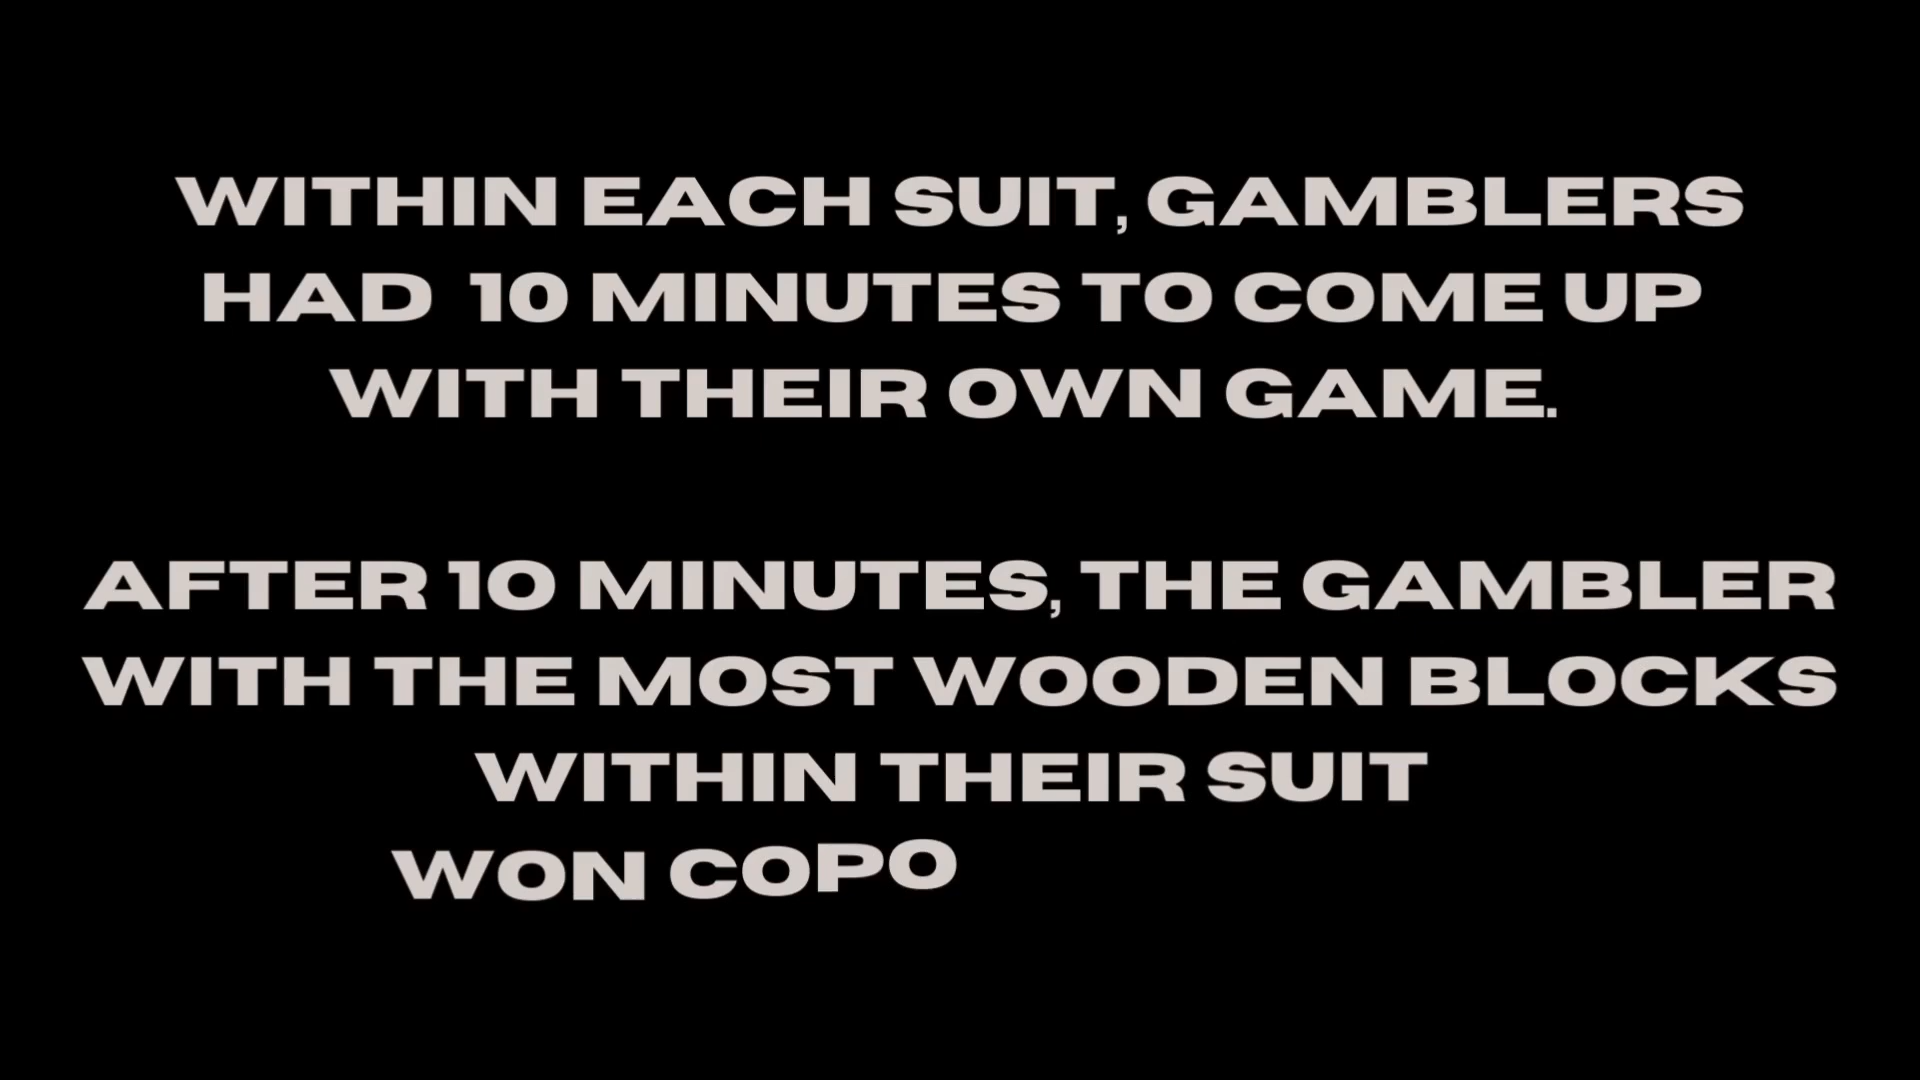 WITHIN EACH SUIT, GAMBLERS
HAD 10 MINUTES TO COME UP
WITH THEIR OWN GAME.
AFTER 10 MINUTES, THE GAMBLER
WITH THE MOST WOODEN BLOCKS
WITHIN THEIR SUIT
WON COPO